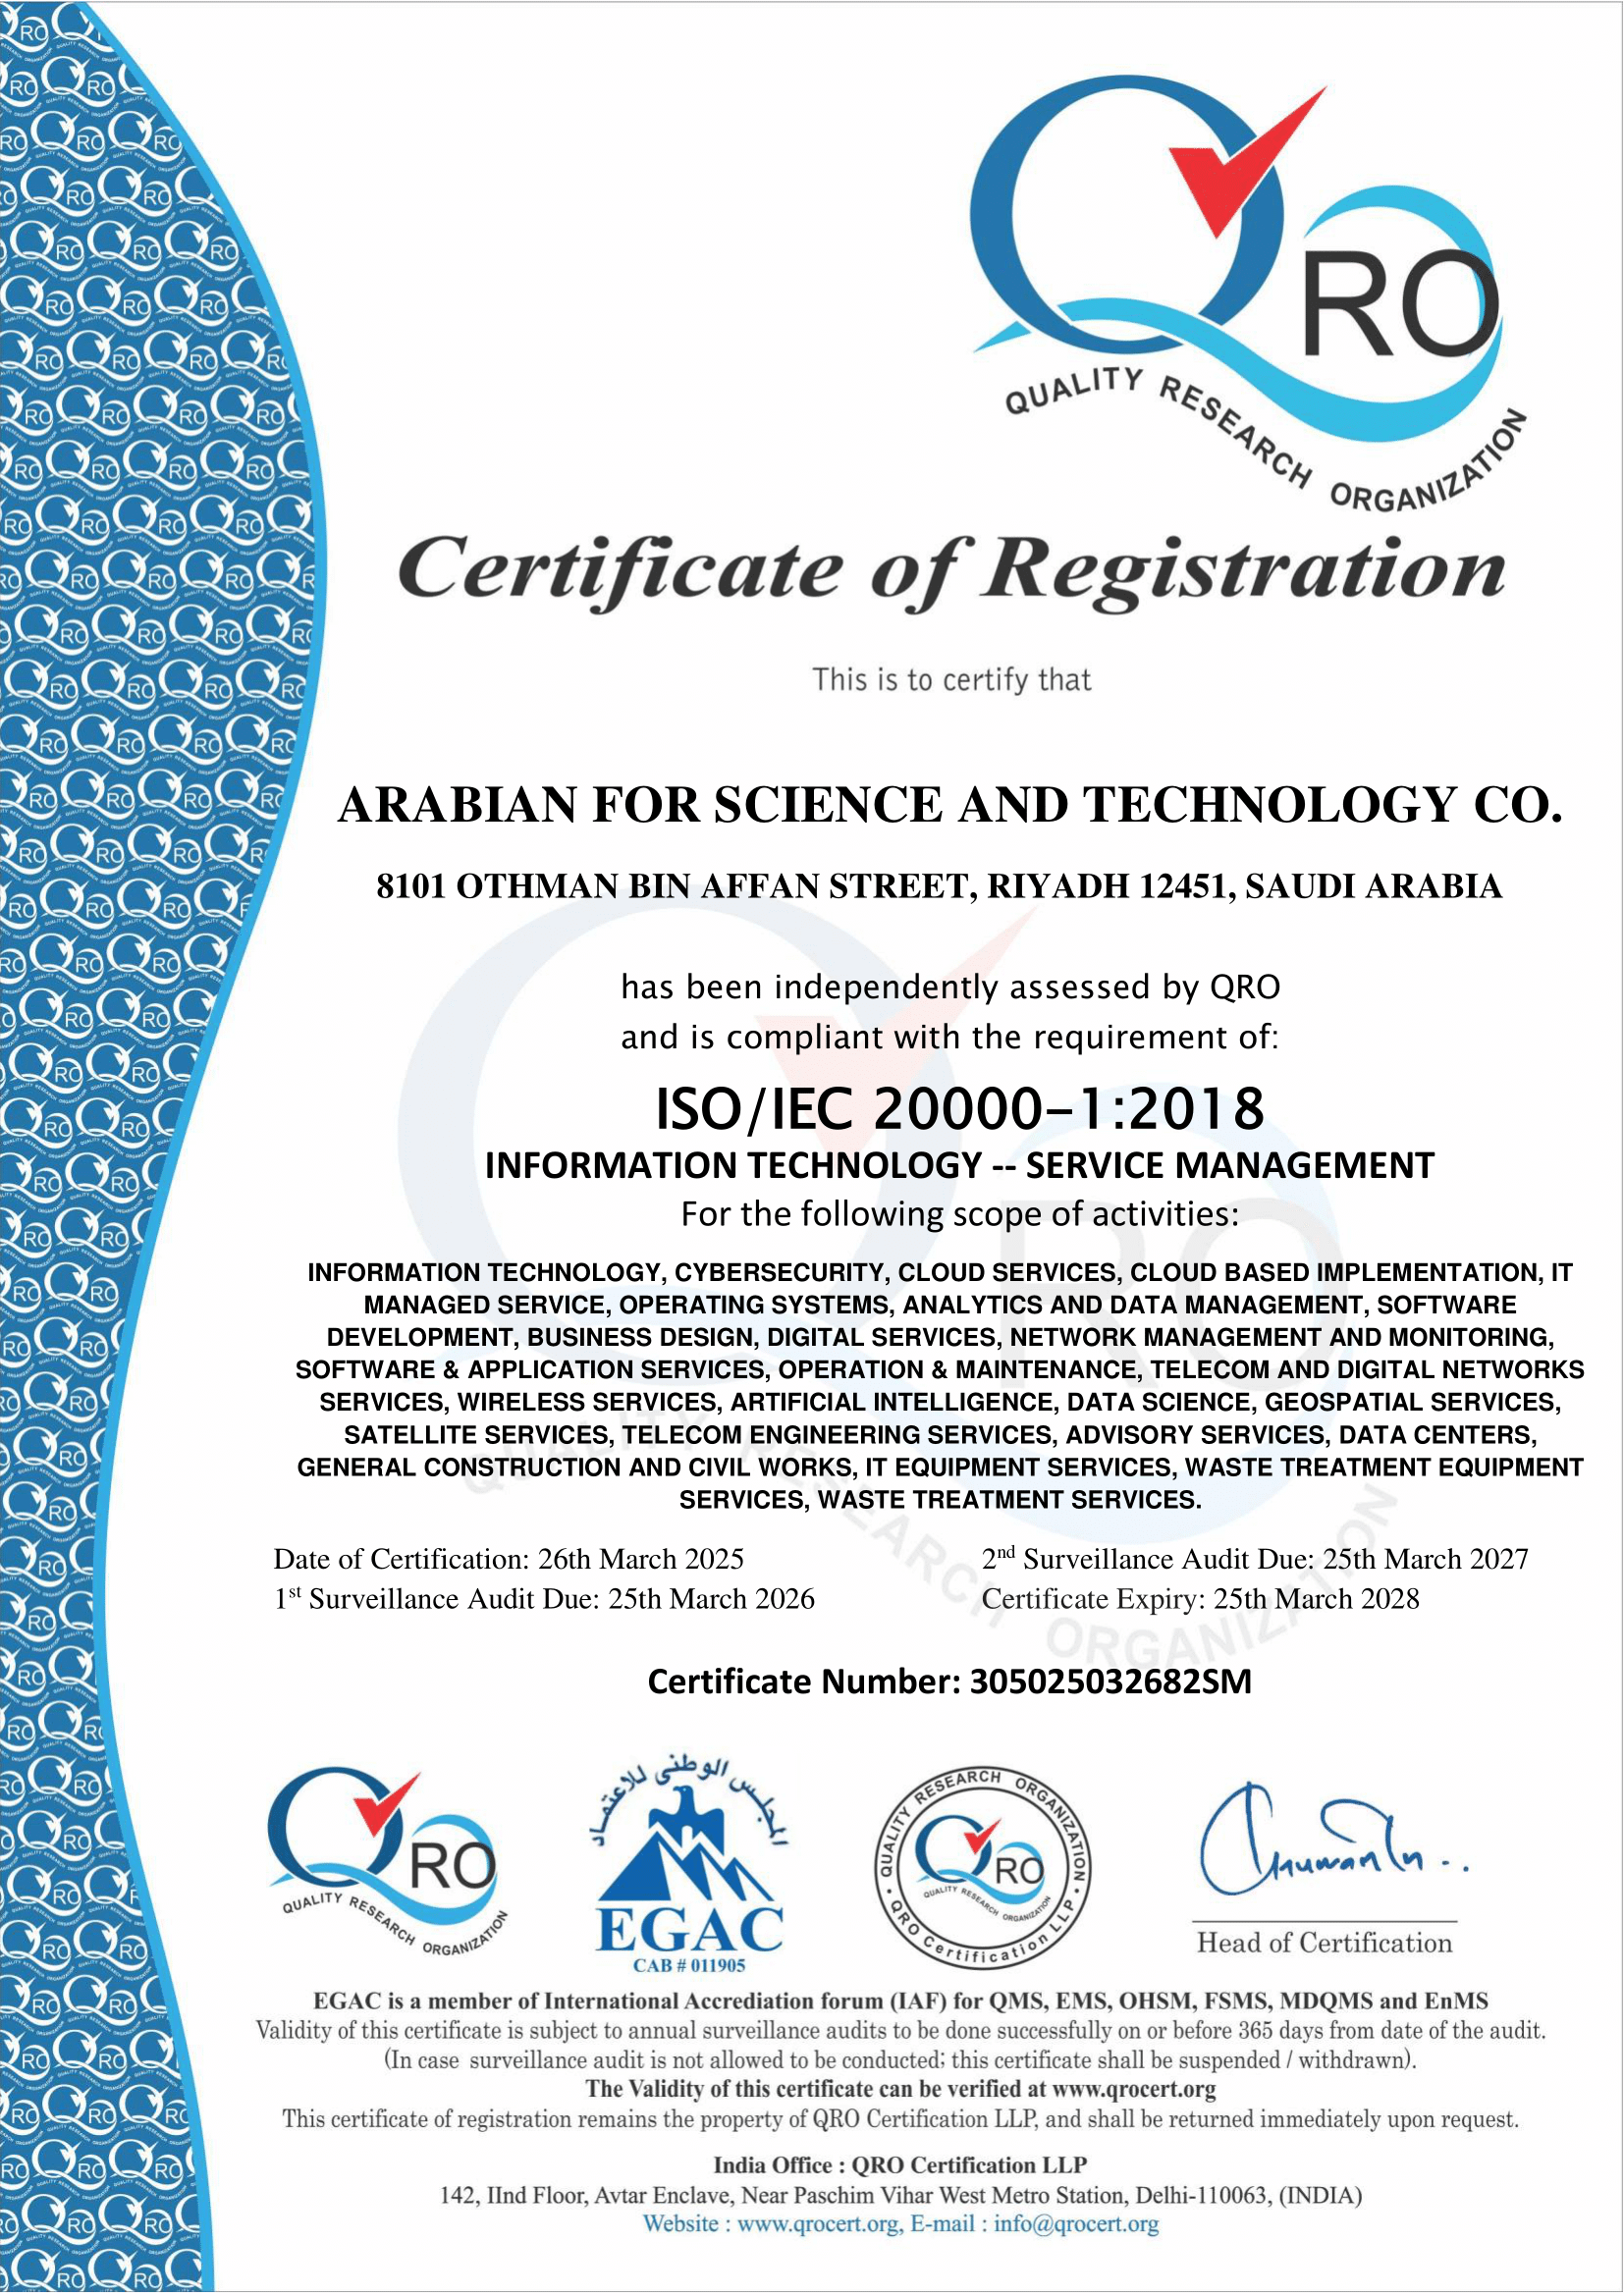 QRO
QUALITY RESEARCH ORGANIZATION
Certificate of Registration
This is to certify that
ARABIAN FOR SCIENCE AND TECHNOLOGY CO.
8101 OTHMAN BIN AFFAN STREET, RIYADH 12451, SAUDI ARABIA
has been independently assessed by QRO
and is compliant with the requirement of:
ISO/IEC 20000-1:2018
INFORMATION TECHNOLOGY -- SERVICE MANAGEMENT
For the following scope of activities:
INFORMATION TECHNOLOGY, CYBERSECURITY, CLOUD SERVICES, CLOUD BASED IMPLEMENTATION, IT
MANAGED SERVICE, OPERATING SYSTEMS, ANALYTICS AND DATA MANAGEMENT, SOFTWARE
DEVELOPMENT, BUSINESS DESIGN, DIGITAL SERVICES, NETWORK MANAGEMENT AND MONITORING,
SOFTWARE & APPLICATION SERVICES, OPERATION & MAINTENANCE, TELECOM AND DIGITAL NETWORKS
SERVICES, WIRELESS SERVICES, ARTIFICIAL INTELLIGENCE, DATA SCIENCE, GEOSPATIAL SERVICES,
SATELLITE SERVICES, TELECOM ENGINEERING SERVICES, ADVISORY SERVICES, DATA CENTERS,
GENERAL CONSTRUCTION AND CIVIL WORKS, IT EQUIPMENT SERVICES, WASTE TREATMENT EQUIPMENT
SERVICES, WASTE TREATMENT SERVICES.
Date of Certification: 26th March 2025
1st Surveillance Audit Due: 25th March 2026
2nd Surveillance Audit Due: 25th March 2027
Certificate Expiry: 25th March 2028
Certificate Number: 305025032682SM
QRO
QUALITY RESEARCH ORGANIZATION
المجلس الوطنى للاعتماد
EGAC
CAB # 011905
QUALITY RESEARCH ORGANIZATION
QRO
QUALITY RESEARCH ORGANIZATION
QRO Certification LLP
Head of Certification
EGAC is a member of International Accrediation forum (IAF) for QMS, EMS, OHSM, FSMS, MDQMS and EnMS
Validity of this certificate is subject to annual surveillance audits to be done successfully on or before 365 days from date of the audit.
(In case surveillance audit is not allowed to be conducted; this certificate shall be suspended / withdrawn).
The Validity of this certificate can be verified at www.qrocert.org
This certificate of registration remains the property of QRO Certification LLP, and shall be returned immediately upon request.
India Office : QRO Certification LLP
142, IInd Floor, Avtar Enclave, Near Paschim Vihar West Metro Station, Delhi-110063, (INDIA)
Website : www.qrocert.org, E-mail : info@qrocert.org